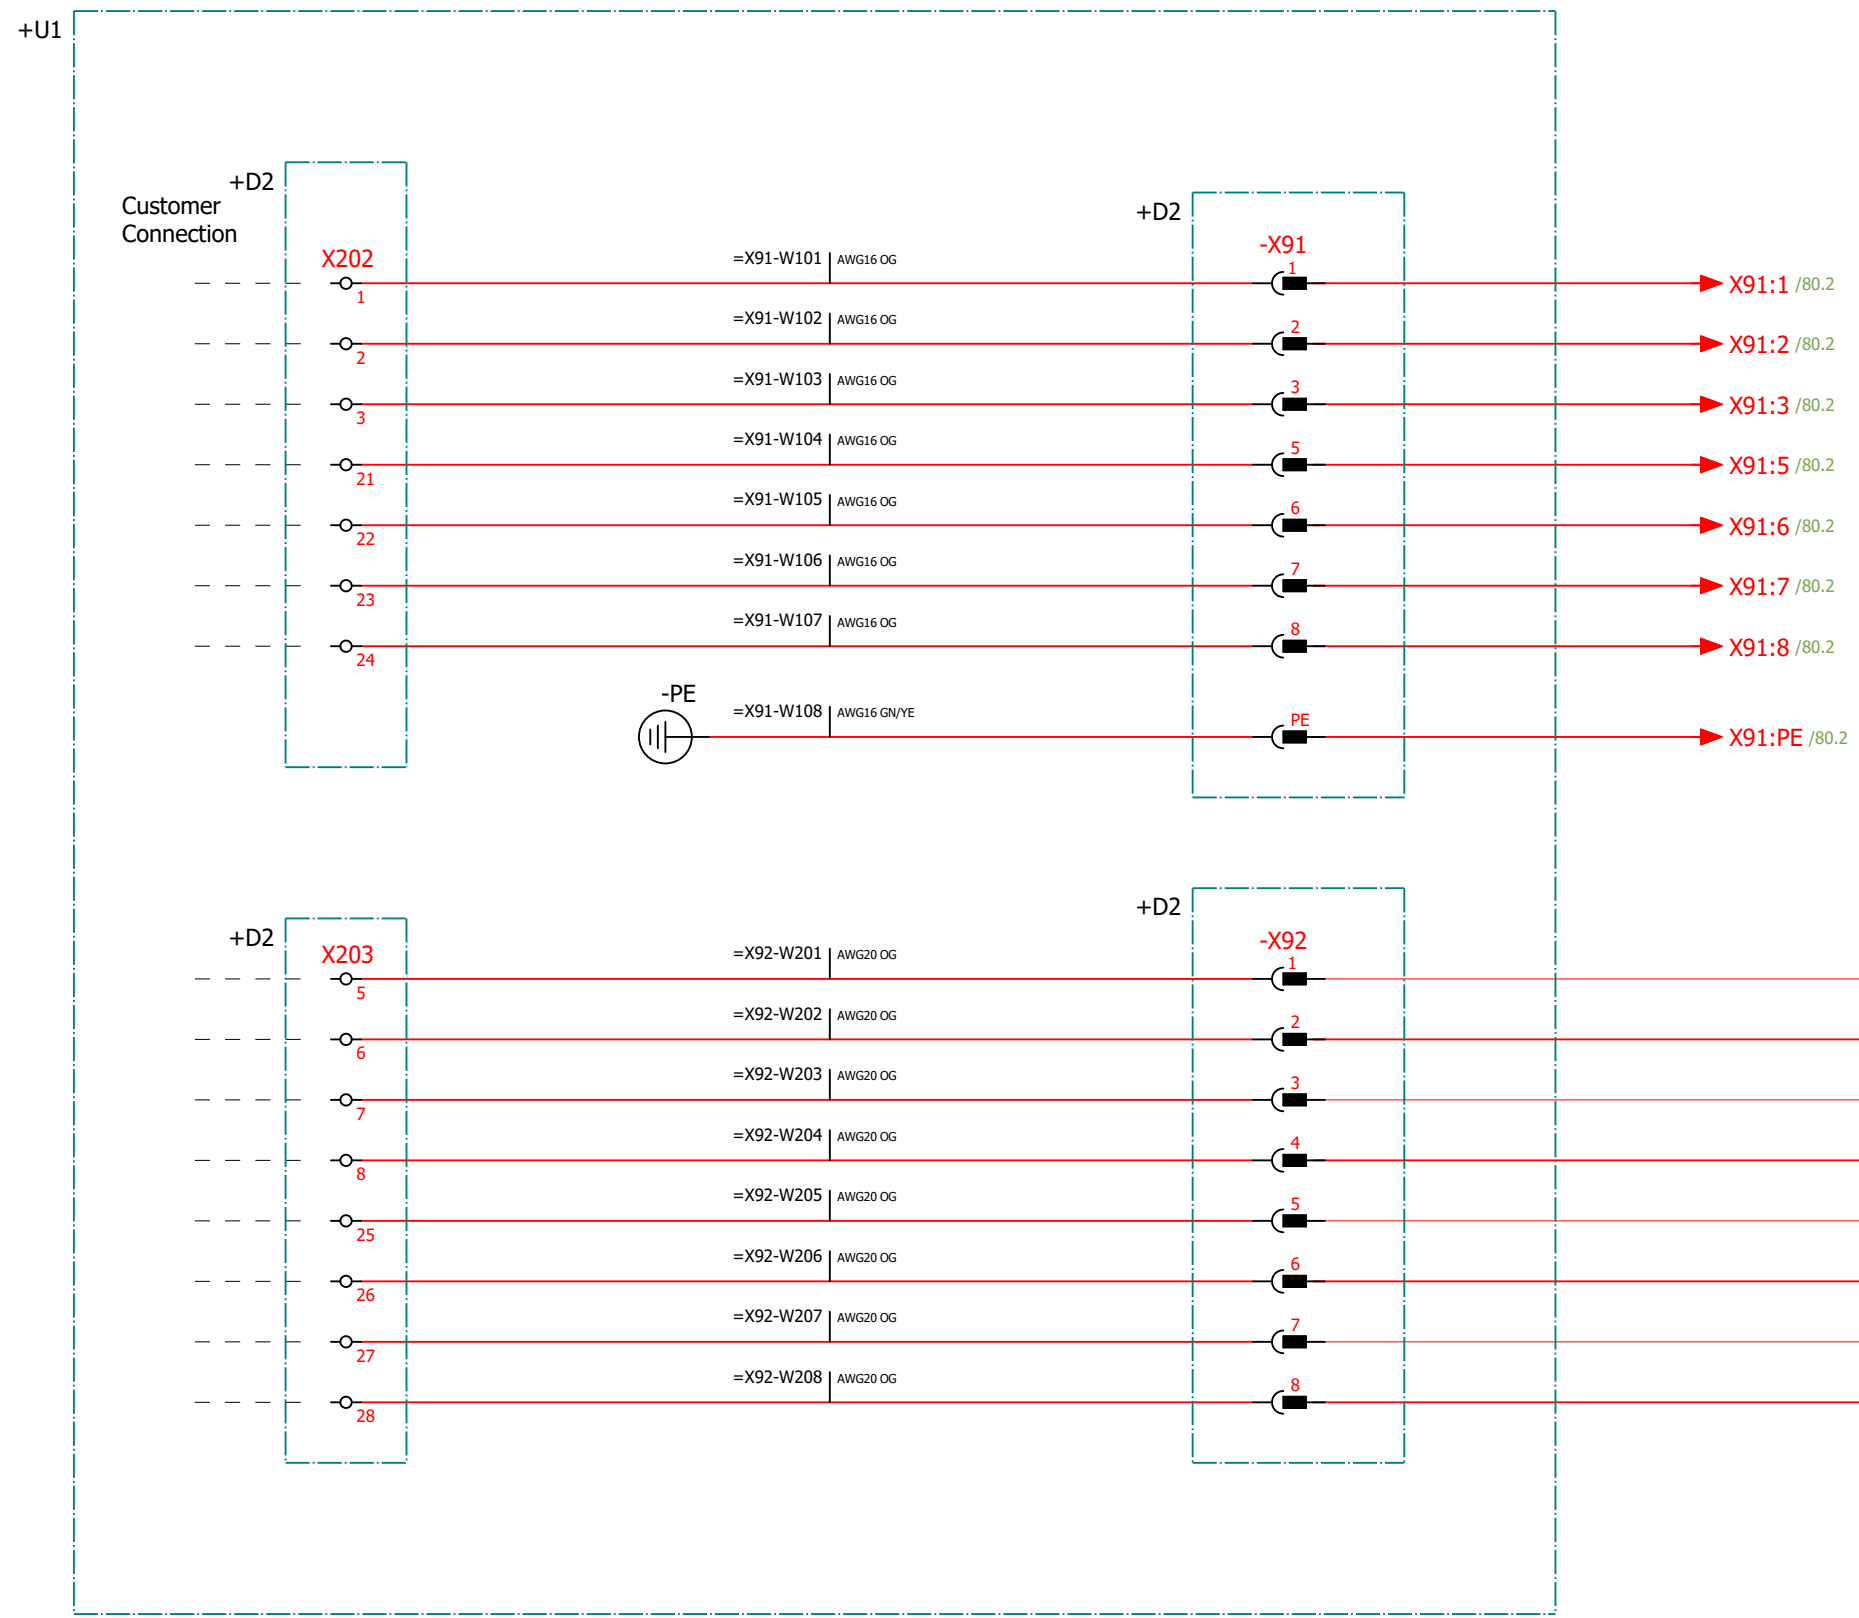 +U1
+D2
Customer
Connection
+D2
X202
-X91
=X91-W101 AWG16 OG
1
1
X91:1 /80.2
=X91-W102 AWG16 OG
2
2
X91:2 /80.2
=X91-W103 AWG16 OG
3
3
X91:3 /80.2
=X91-W104 AWG16 OG
21
5
X91:5 /80.2
=X91-W105 AWG16 OG
22
6
X91:6 /80.2
=X91-W106 AWG16 OG
23
7
X91:7 /80.2
=X91-W107 AWG16 OG
24
8
X91:8 /80.2
-PE
=X91-W108 AWG16 GN/YE
PE
X91:PE /80.2
+D2
+D2
X203
-X92
=X92-W201 AWG20 OG
5
1
=X92-W202 AWG20 OG
6
2
=X92-W203 AWG20 OG
7
3
=X92-W204 AWG20 OG
8
4
=X92-W205 AWG20 OG
25
5
=X92-W206 AWG20 OG
26
6
=X92-W207 AWG20 OG
27
7
=X92-W208 AWG20 OG
28
8